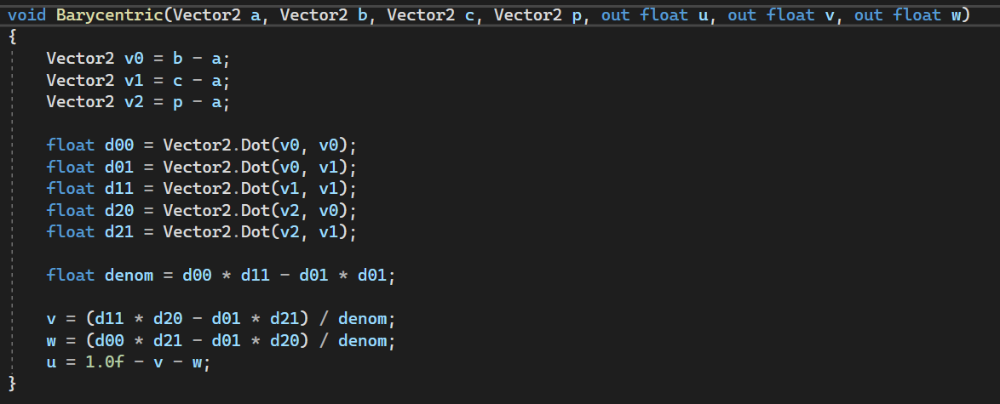 void Barycentric(Vector2 a, Vector2 b, Vector2 c, Vector2 p, out float u, out float v, out float w)
{
    Vector2 v0 = b - a;
    Vector2 v1 = c - a;
    Vector2 v2 = p - a;

    float d00 = Vector2.Dot(v0, v0);
    float d01 = Vector2.Dot(v0, v1);
    float d11 = Vector2.Dot(v1, v1);
    float d20 = Vector2.Dot(v2, v0);
    float d21 = Vector2.Dot(v2, v1);

    float denom = d00 * d11 - d01 * d01;

    v = (d11 * d20 - d01 * d21) / denom;
    w = (d00 * d21 - d01 * d20) / denom;
    u = 1.0f - v - w;
}